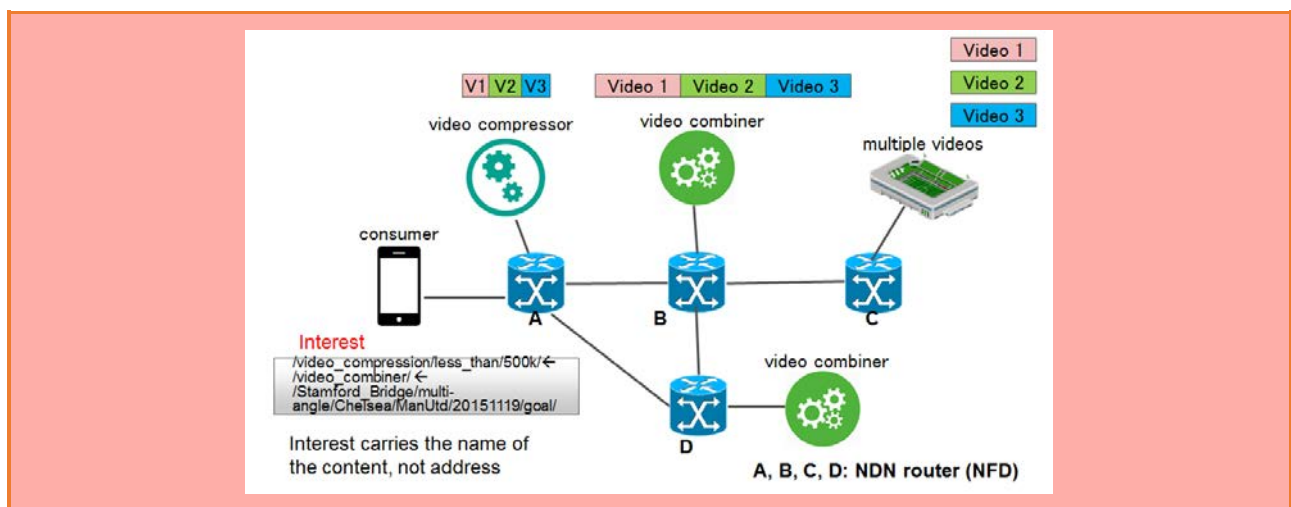 Video 1
Video 2
Video 3
V1 V2 V3
Video 1 Video 2 Video 3
video compressor
video combiner
multiple videos
consumer
A
B
C
Interest
/video_compression/less_than/500k/←
/video_combiner/ ←
/Stamford_Bridge/multi-
angle/Chelsea/ManUtd/20151119/goal/
video combiner
D
Interest carries the name of
the content, not address
A, B, C, D: NDN router (NFD)